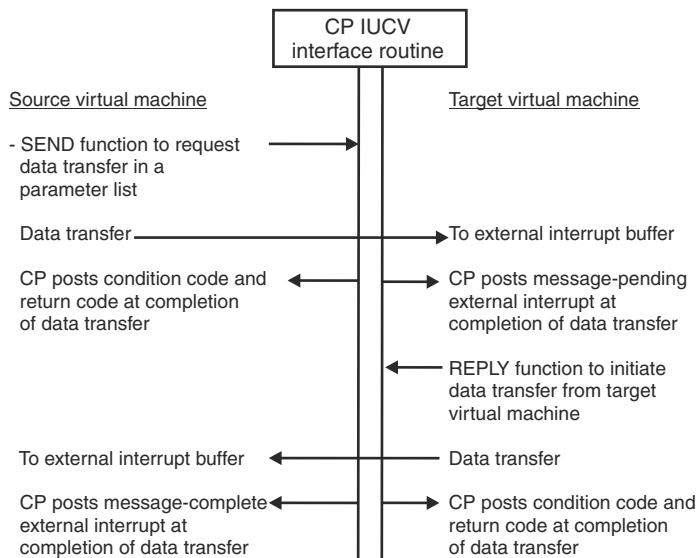 CP IUCV
interface routine
Source virtual machine
Target virtual machine
- SEND function to request
data transfer in a
parameter list
Data transfer
To external interrupt buffer
CP posts condition code and
return code at completion
of data transfer
CP posts message-pending
external interrupt at
completion of data transfer
REPLY function to initiate
data transfer from target
virtual machine
To external interrupt buffer
Data transfer
CP posts message-complete
external interrupt at
completion of data transfer
CP posts condition code and
return code at completion
of data transfer